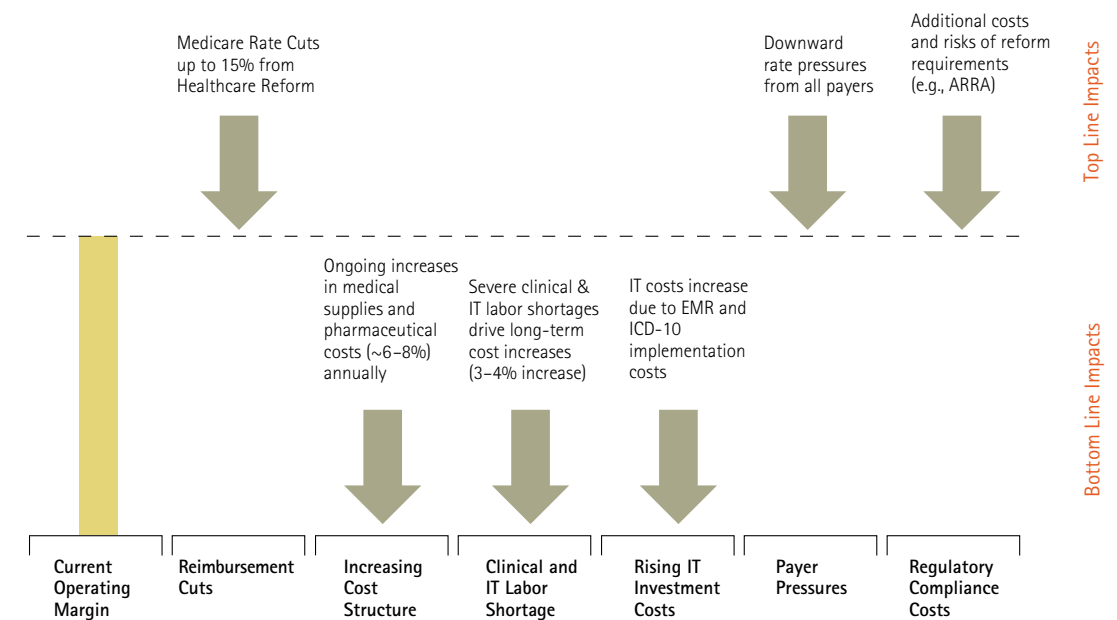 Medicare Rate Cuts
up to 15% from
Healthcare Reform
Downward
rate pressures
from all payers
Additional costs
and risks of reform
requirements
(e.g., ARRA)
Top Line Impacts
Ongoing increases
in medical
supplies and
pharmaceutical
costs (~6–8%)
annually
Severe clinical &
IT labor shortages
drive long-term
cost increases
(3–4% increase)
IT costs increase
due to EMR and
ICD-10
implementation
costs
Bottom Line Impacts
Current
Operating
Margin
Reimbursement
Cuts
Increasing
Cost
Structure
Clinical and
IT Labor
Shortage
Rising IT
Investment
Costs
Payer
Pressures
Regulatory
Compliance
Costs